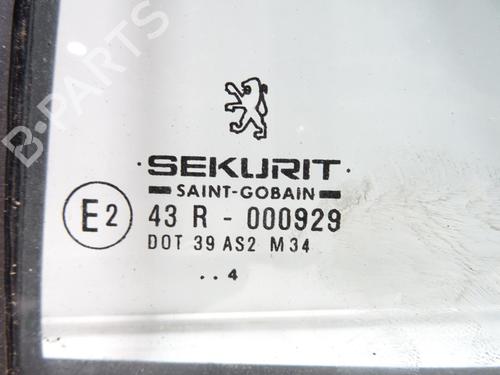 B-PARTS
·SEKURIT·
SAINT-GOBAIN
E2 43 R - 000929
DOT 39 AS2 M34
..4